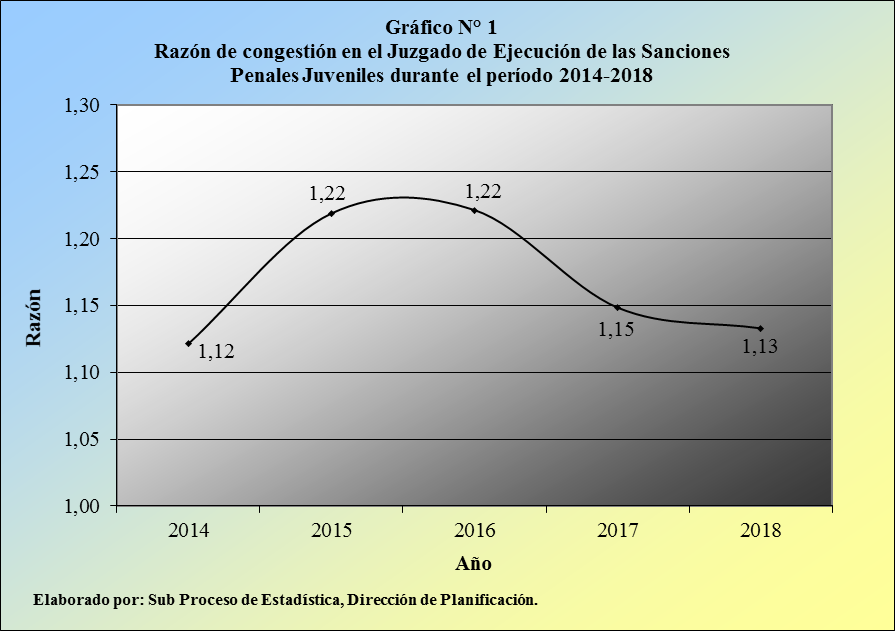 Gráfico N° 1
Razón de congestión en el Juzgado de Ejecución de las Sanciones
Penales Juveniles durante el período 2014-2018
1,30
1,25
1,20
1,15
1,10
1,05
1,00
Razón
1,12
1,22
1,22
1,15
1,13
2014
2015
2016
2017
2018
Año
Elaborado por: Sub Proceso de Estadística, Dirección de Planificación.